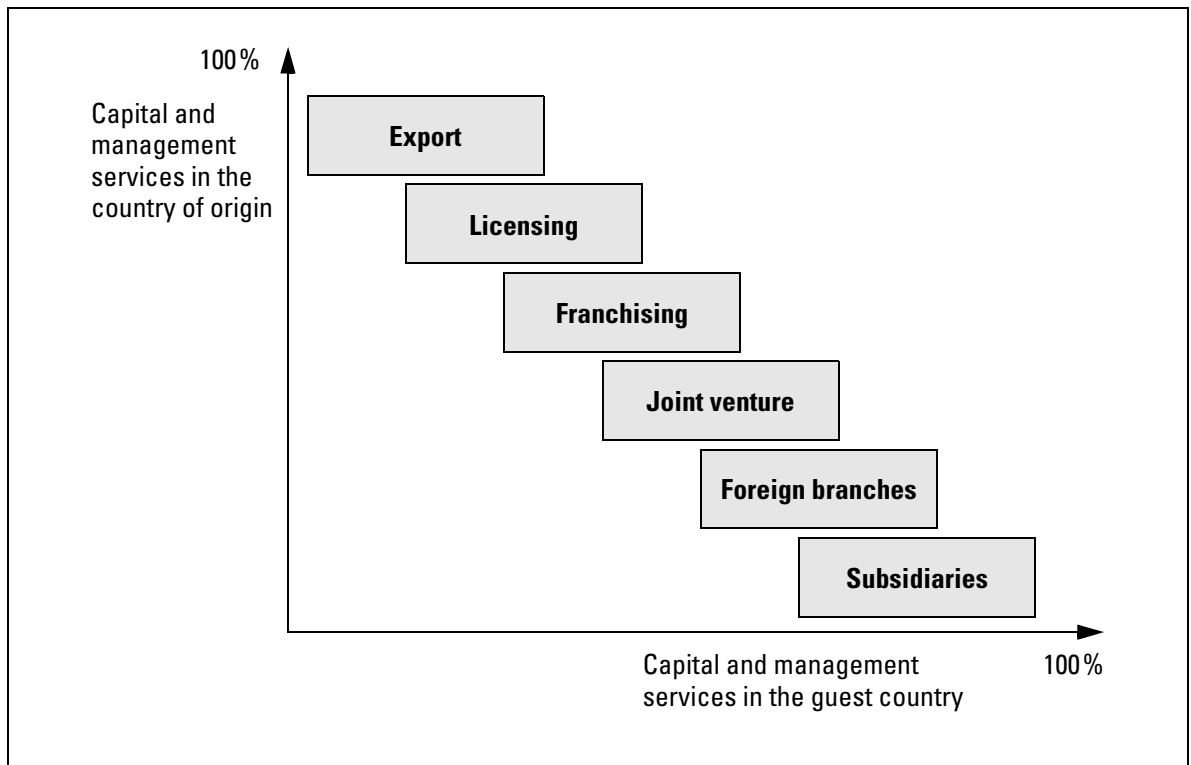 100 %
Capital and
management
services in the
country of origin
Export
Licensing
Franchising
Joint venture
Foreign branches
Subsidiaries
Capital and management
services in the guest country
100 %